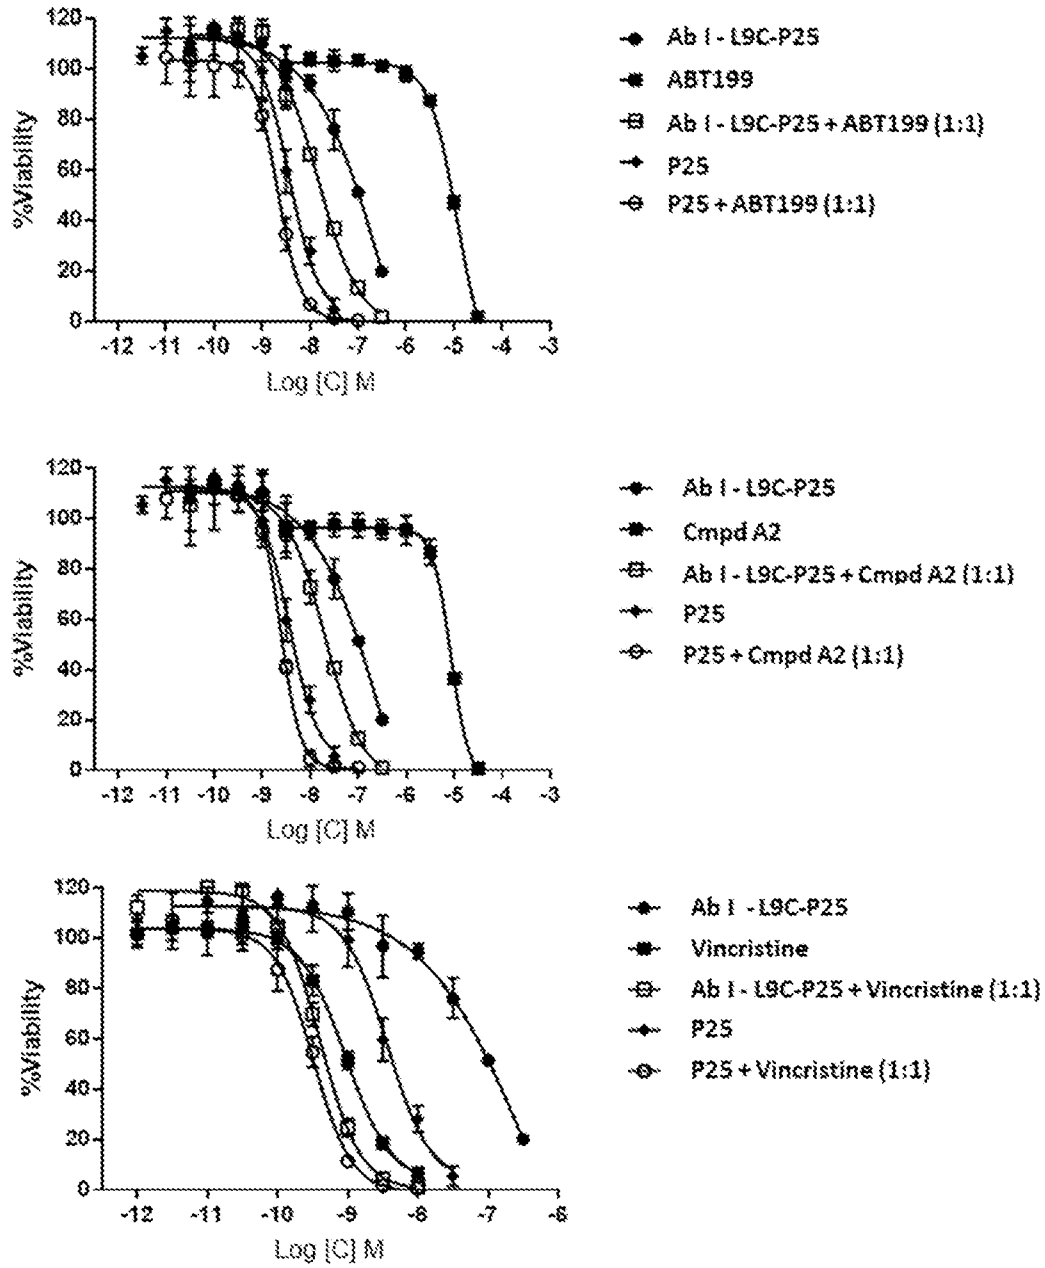 120
100
80
60
40
20
0
%Viability
-12 -11 -10 -9 -8 -7 -6 -5 -4 -3
Log [C] M
Ab I - L9C-P25
ABT199
Ab I - L9C-P25 + ABT199 (1:1)
P25
P25 + ABT199 (1:1)
120
100
80
60
40
20
0
%Viability
-12 -11 -10 -9 -8 -7 -6 -5 -4 -3
Log [C] M
Ab I - L9C-P25
Cmpd A2
Ab I - L9C-P25 + Cmpd A2 (1:1)
P25
P25 + Cmpd A2 (1:1)
120
100
80
60
40
20
0
%Viability
-12 -11 -10 -9 -8 -7 -6
Log [C] M
Ab I - L9C-P25
Vincristine
Ab I - L9C-P25 + Vincristine (1:1)
P25
P25 + Vincristine (1:1)